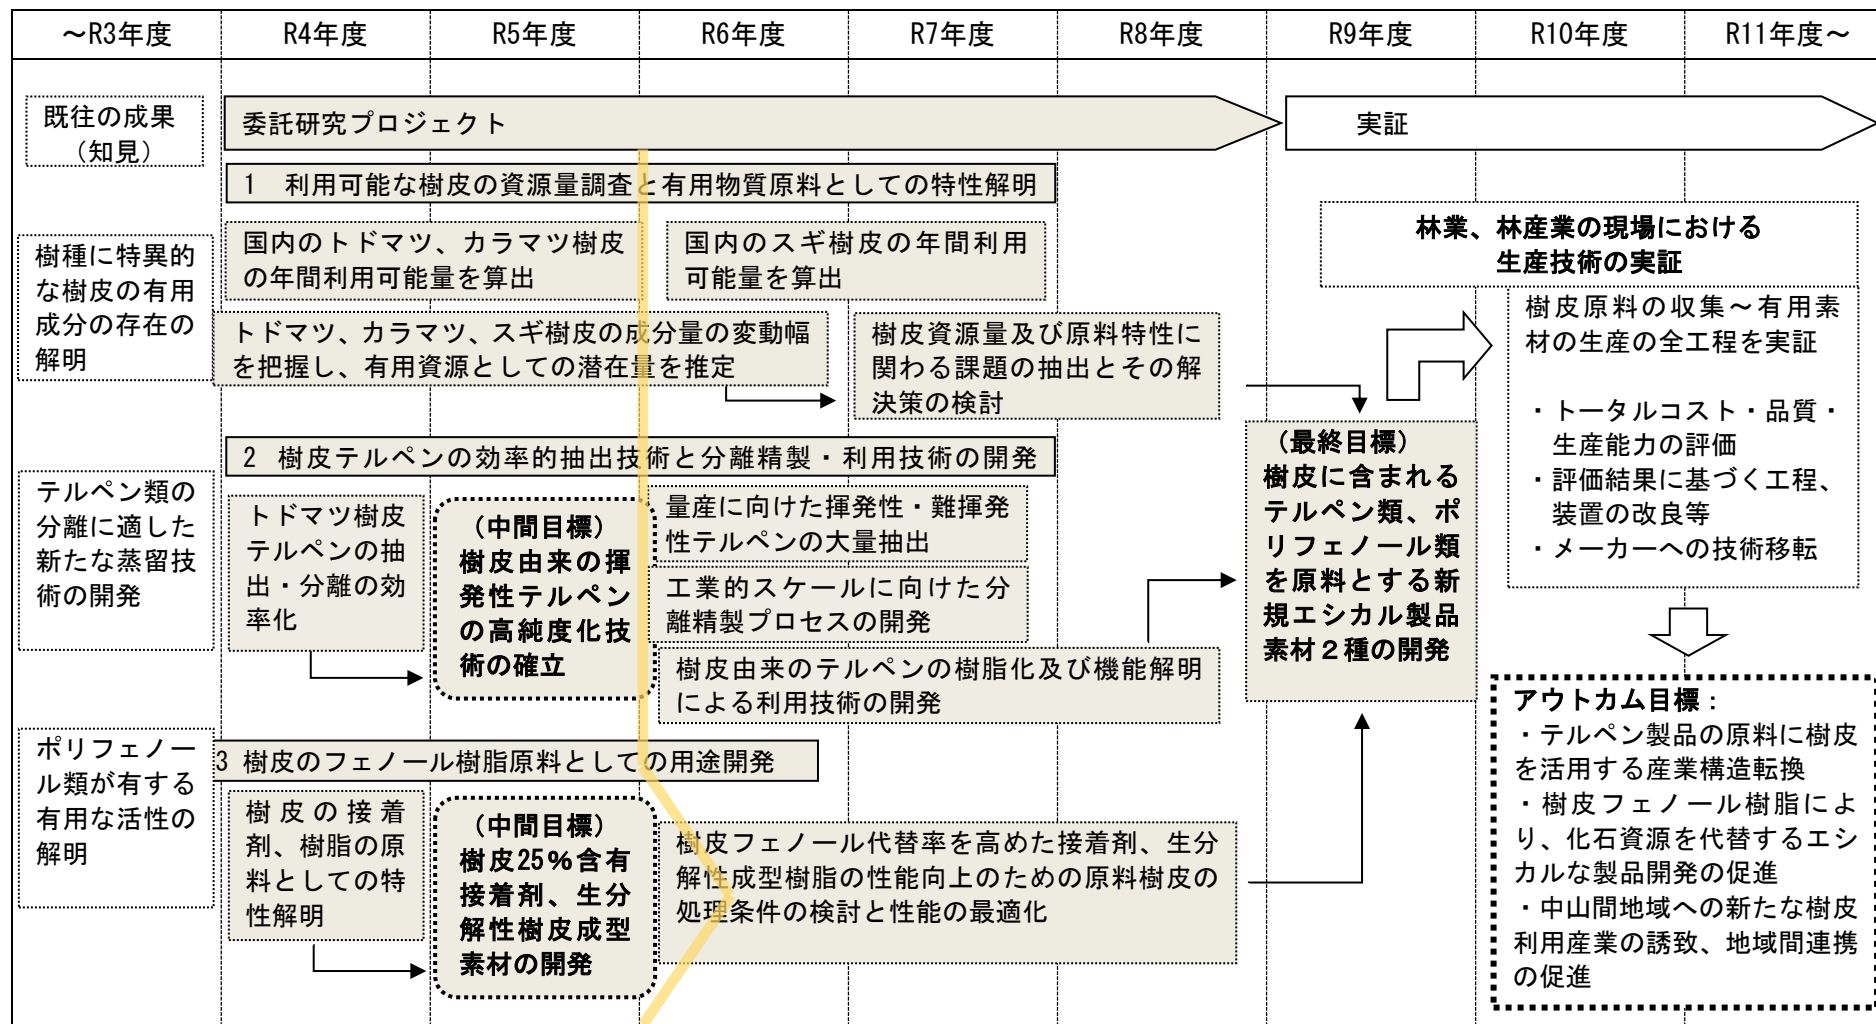 ～R3年度
R4年度
R5年度
R6年度
R7年度
R8年度
R9年度
R10年度
R11年度～
既往の成果
（知見）
委託研究プロジェクト
実証
1　利用可能な樹皮の資源量調査と有用物質原料としての特性解明
樹種に特異的
な樹皮の有用
成分の存在の
解明
国内のトドマツ、カラマツ樹皮
の年間利用可能量を算出
国内のスギ樹皮の年間利用
可能量を算出
トドマツ、カラマツ、スギ樹皮の成分量の変動幅
を把握し、有用資源としての潜在量を推定
樹皮資源量及び原料特性に
関わる課題の抽出とその解
決策の検討
林業、林産業の現場における
生産技術の実証
樹皮原料の収集～有用素
材の生産の全工程を実証
・トータルコスト・品質・
生産能力の評価
・評価結果に基づく工程、
装置の改良等
・メーカーへの技術移転
2 樹皮テルペンの効率的抽出技術と分離精製・利用技術の開発
テルペン類の
分離に適した
新たな蒸留技
術の開発
トドマツ樹皮
テルペンの抽
出・分離の効
率化
（中間目標）
樹皮由来の揮
発性テルペン
の高純度化技
術の確立
量産に向けた揮発性・難揮発
性テルペンの大量抽出
工業的スケールに向けた分
離精製プロセスの開発
樹皮由来のテルペンの樹脂化及び機能解明
による利用技術の開発
（最終目標）
樹皮に含まれる
テルペン類、ポ
リフェノール類
を原料とする新
規エシカル製品
素材２種の開発
3 樹皮のフェノール樹脂原料としての用途開発
ポリフェノー
ル類が有する
有用な活性の
解明
樹皮の接着
剤、樹脂の原
料としての特
性解明
（中間目標）
樹皮25%含有
接着剤、生分
解性樹皮成型
素材の開発
樹皮フェノール代替率を高めた接着剤、生分
解性成型樹脂の性能向上のための原料樹皮の
処理条件の検討と性能の最適化
アウトカム目標：
・テルペン製品の原料に樹皮
を活用する産業構造転換
・樹皮フェノール樹脂によ
り、化石資源を代替するエシ
カルな製品開発の促進
・中山間地域への新たな樹皮
利用産業の誘致、地域間連携
の促進